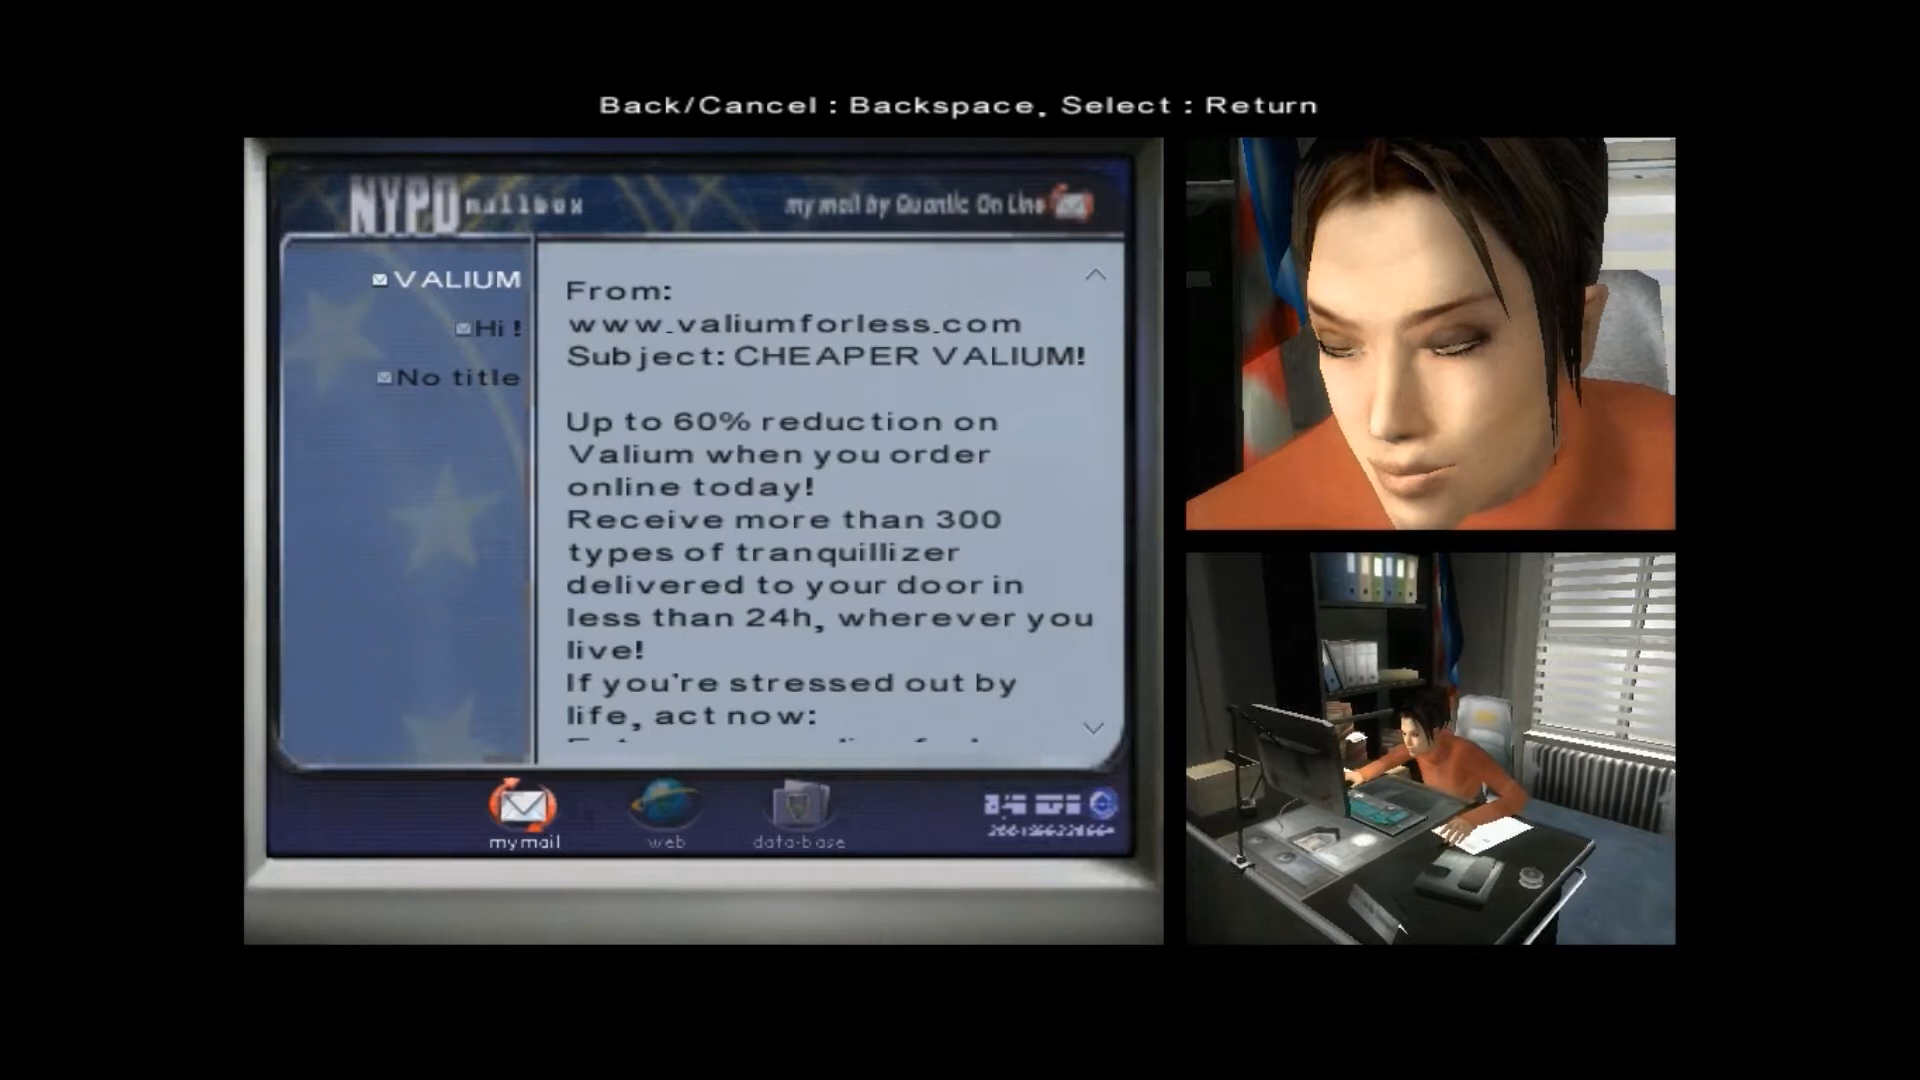 Back/Cancel : Backspace, Select : Return
NYPD mailbox
my mail by Quantic On Line
VALIUM
Hi !
No title
From:
www.valiumforless.com
Subject: CHEAPER VALIUM!
Up to 60% reduction on
Valium when you order
online today!
Receive more than 300
types of tranquillizer
delivered to your door in
less than 24h, wherever you
live!
If you're stressed out by
life, act now:
my mail
web
data-base